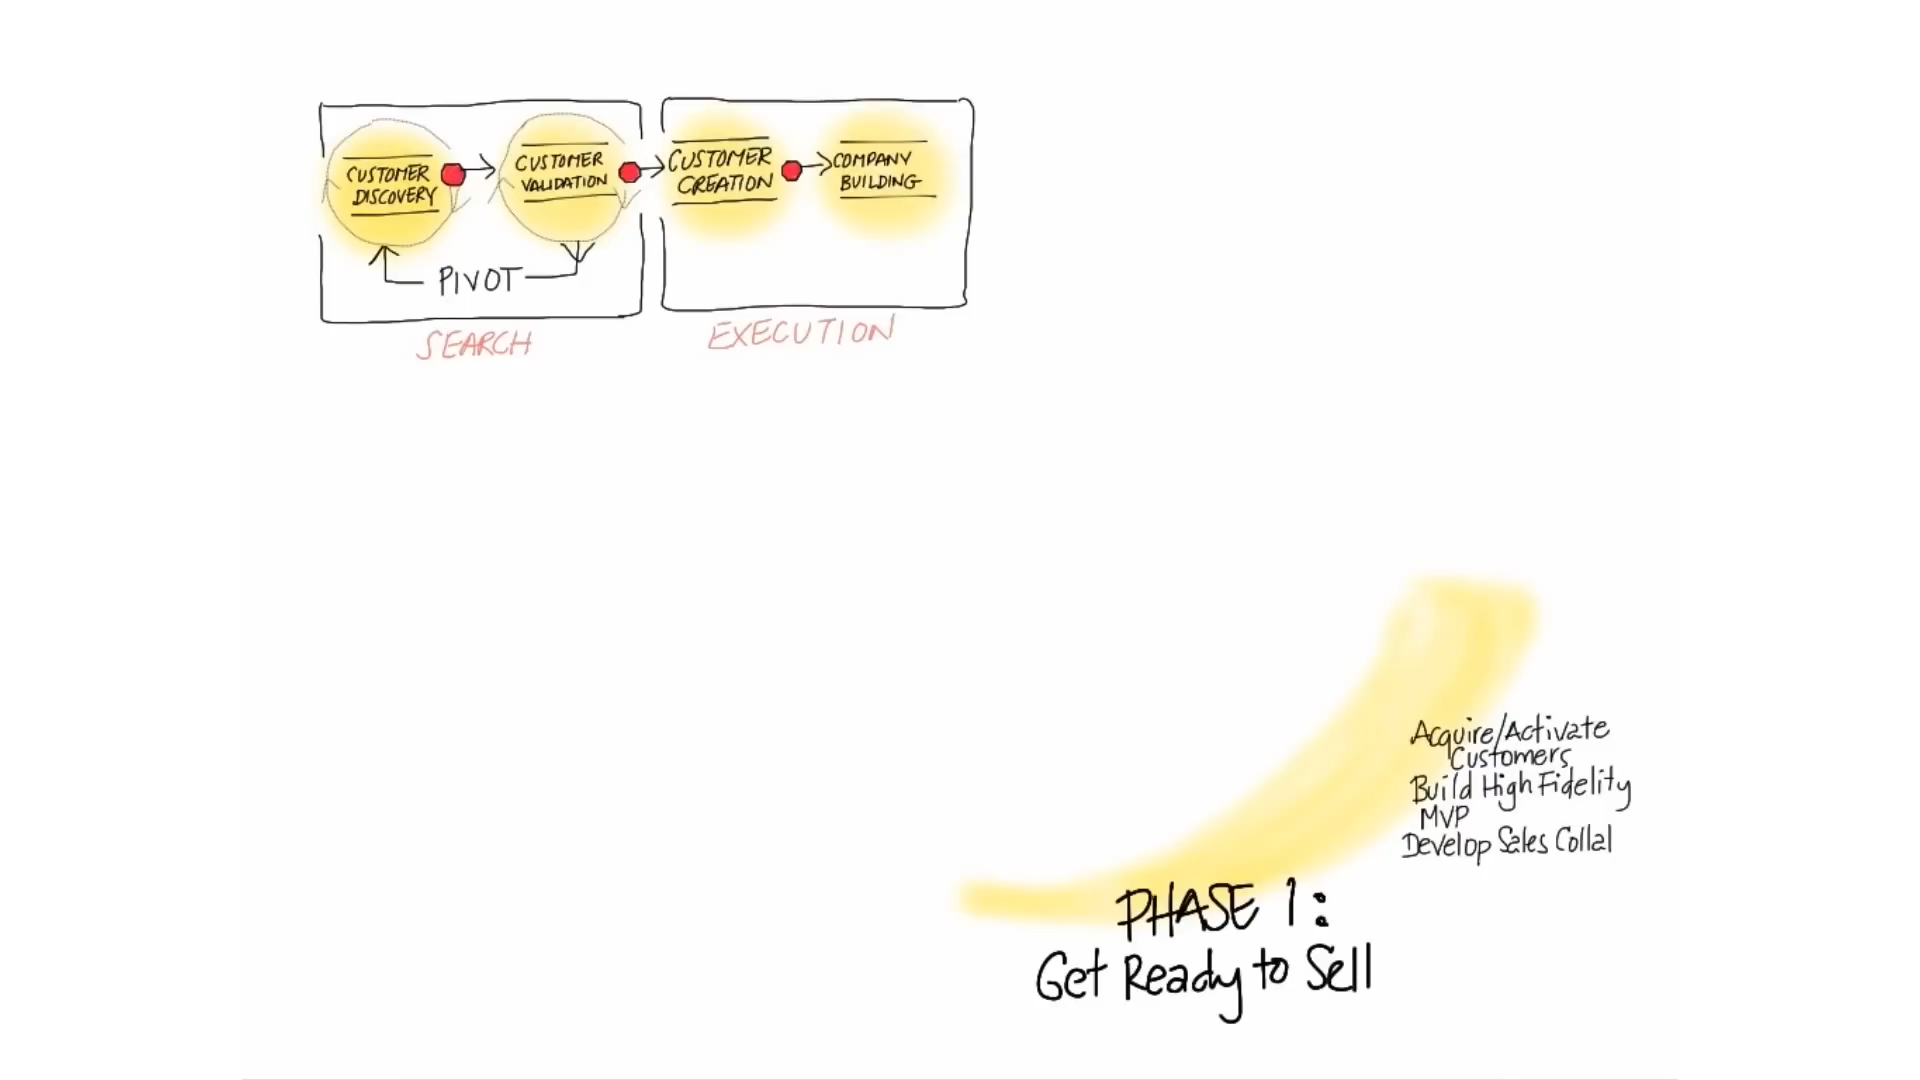 CUSTOMER
DISCOVERY
CUSTOMER
VALIDATION
CUSTOMER
CREATION
COMPANY
BUILDING
PIVOT
SEARCH
EXECUTION
Acquire/Activate
Customers
Build High Fidelity
MVP
Develop Sales Collal
PHASE 1:
Get Ready to Sell